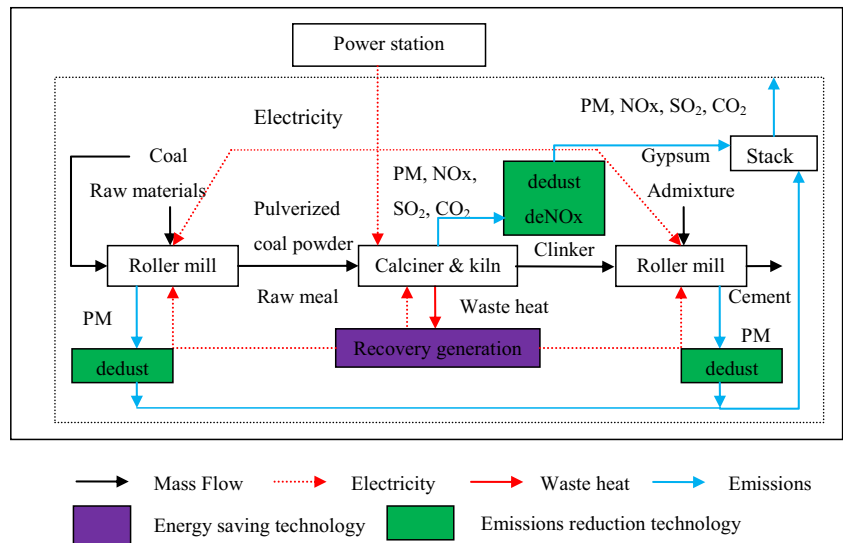 Power station
PM, NOx, SO₂, CO₂
Electricity
Gypsum
Stack
Coal
Raw materials
PM, NOx,
SO₂, CO₂
dedust
deNOx
Admixture
Pulverized
coal powder
Clinker
Roller mill
Calciner & kiln
Roller mill
Raw meal
Waste heat
Cement
PM
PM
Recovery generation
dedust
dedust
Mass Flow
Electricity
Waste heat
Emissions
Energy saving technology
Emissions reduction technology